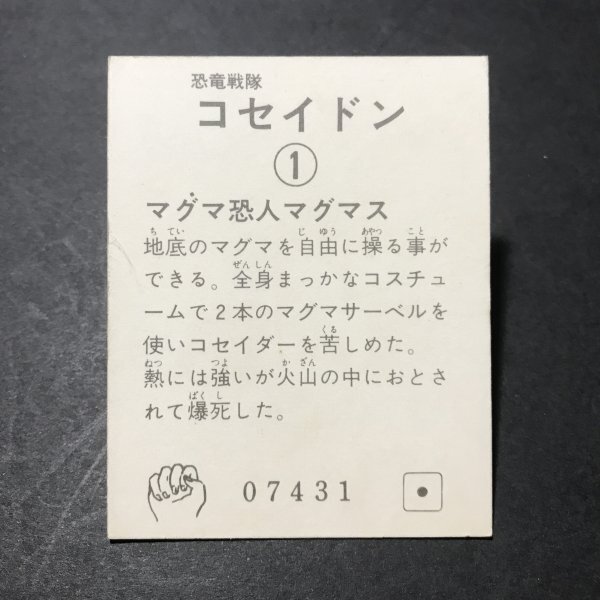 恐竜戦隊
コセイドン
①
マグマ恐人マグマス
地底のマグマを自由に操る事が
できる。全身まっかなコスチュ
ームで2本のマグマサーベルを
使いコセイダーを苦しめた。
熱には強いが火山の中におとさ
れて爆死した。
07431